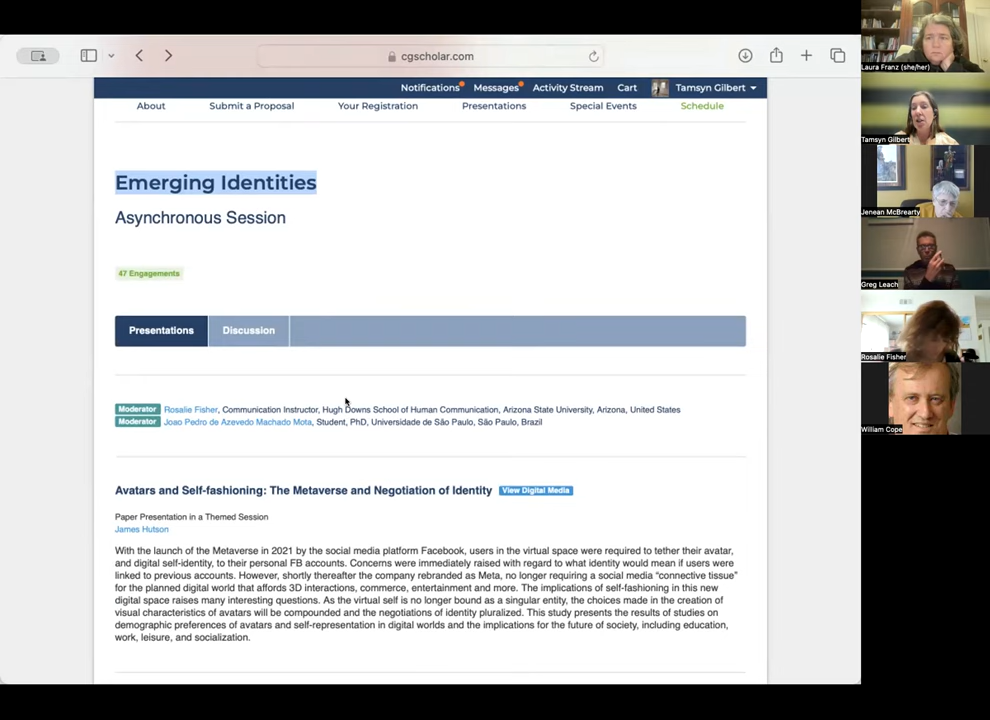 cgscholar.com
Notifications Messages Activity Stream Cart Tamsyn Gilbert
About Submit a Proposal Your Registration Presentations Special Events Schedule
Emerging Identities
Asynchronous Session
47 Engagements
Presentations Discussion
Moderator Rosalie Fisher, Communication Instructor, Hugh Downs School of Human Communication, Arizona State University, Arizona, United States
Moderator Joao Pedro de Azevedo Machado Mota, Student, PhD, Universidade de São Paulo, São Paulo, Brazil
Avatars and Self-fashioning: The Metaverse and Negotiation of Identity View Digital Media
Paper Presentation in a Themed Session
James Hutson
With the launch of the Metaverse in 2021 by the social media platform Facebook, users in the virtual space were required to tether their avatar,
and digital self-identity, to their personal FB accounts. Concerns were immediately raised with regard to what identity would mean if users were
linked to previous accounts. However, shortly thereafter the company rebranded as Meta, no longer requiring a social media “connective tissue”
for the planned digital world that affords 3D interactions, commerce, entertainment and more. The implications of self-fashioning in this new
digital space raises many interesting questions. As the virtual self is no longer bound as a singular entity, the choices made in the creation of
visual characteristics of avatars will be compounded and the negotiations of identity pluralized. This study presents the results of studies on
demographic preferences of avatars and self-representation in digital worlds and the implications for the future of society, including education,
work, leisure, and socialization.
Laura Franz (she/her)
Tamsyn Gilbert
Jenean McBrearty
Greg Leach
Rosalie Fisher
William Cope